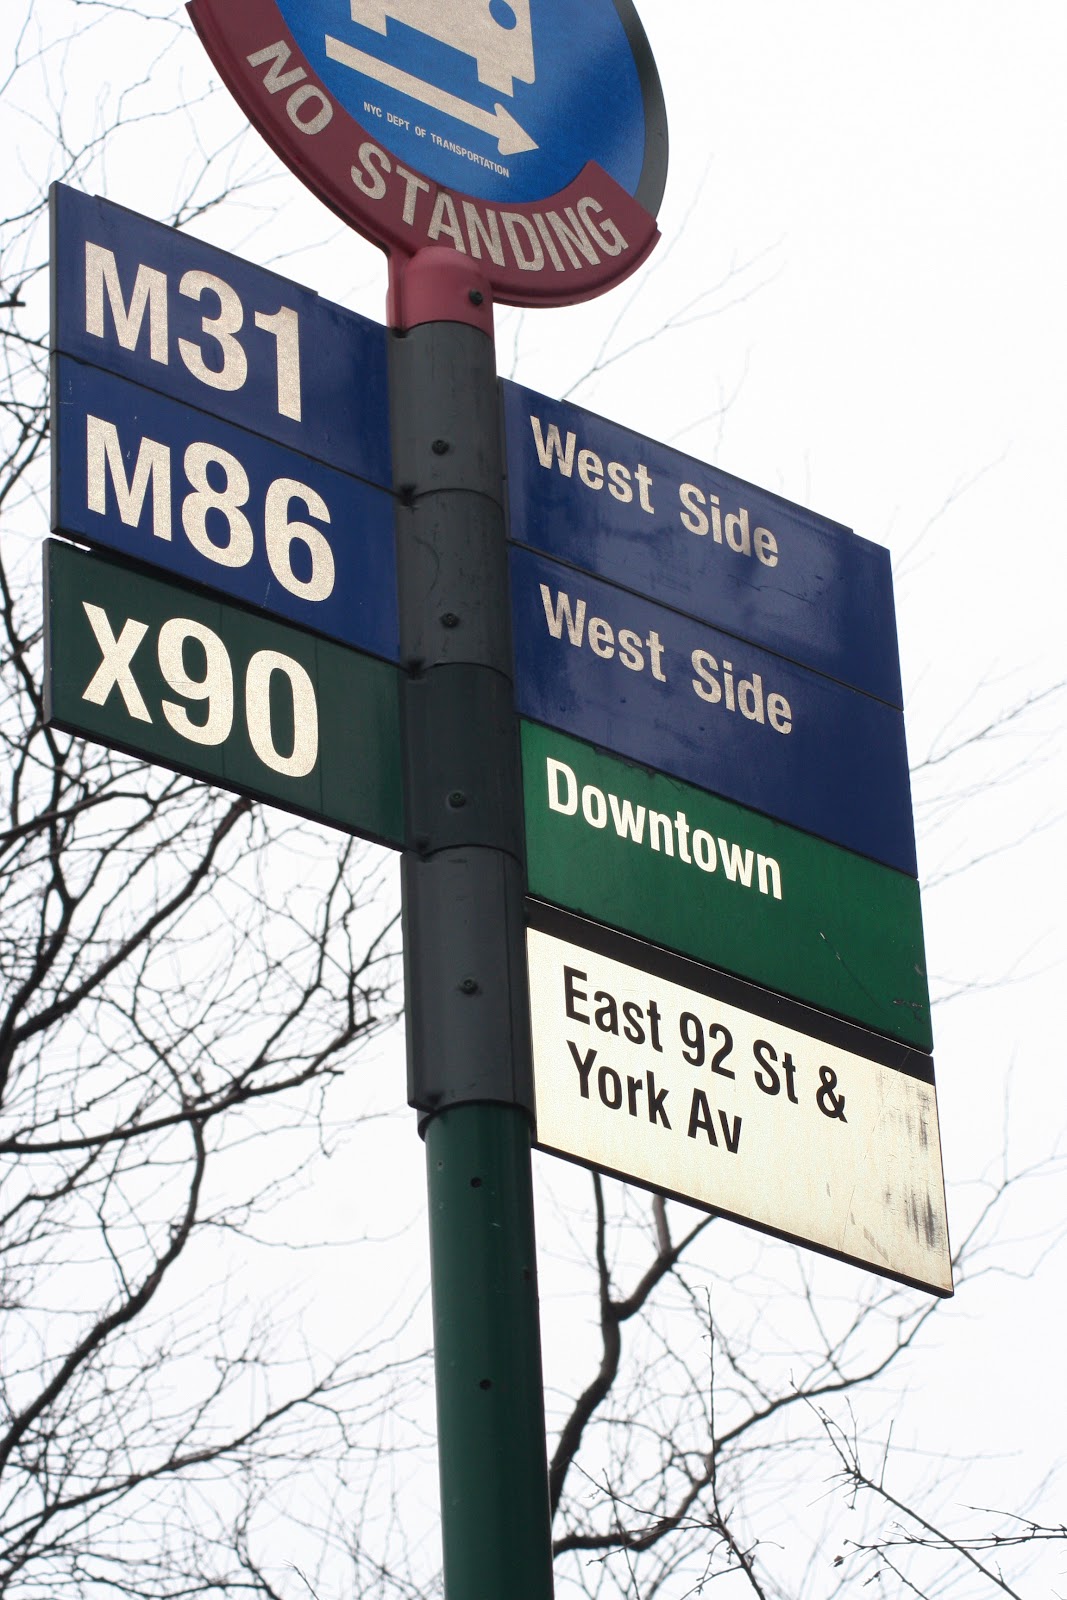 NYC DEPT OF TRANSPORTATION
NO STANDING
M31
West Side
M86
West Side
X90
Downtown
East 92 St &
York Av